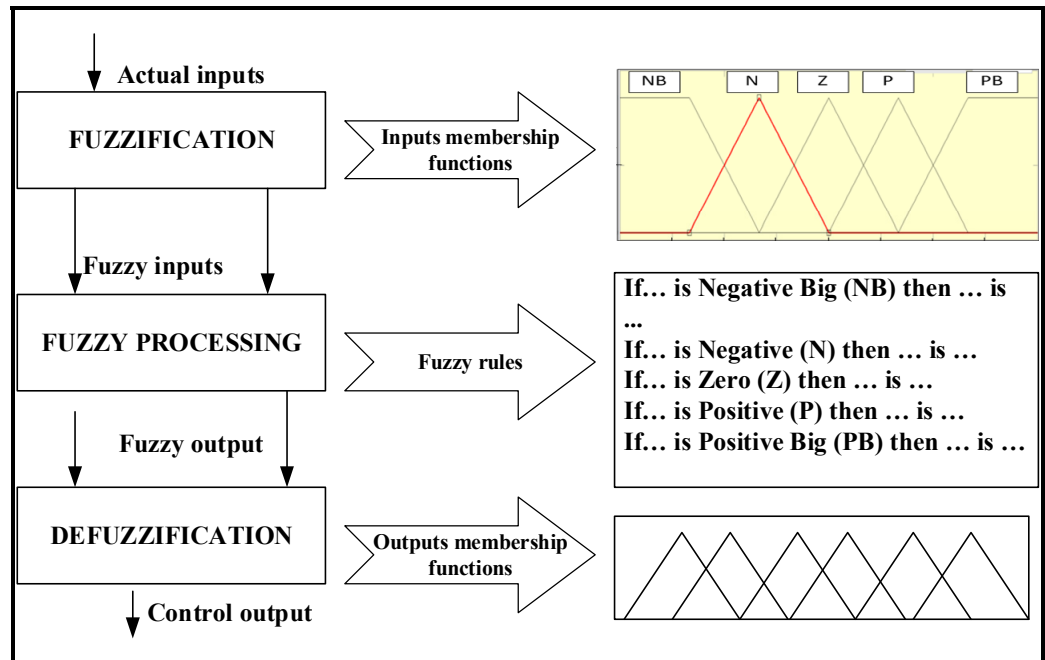 Actual inputs
FUZZIFICATION
Inputs membership
functions
NB N Z P PB
Fuzzy inputs
FUZZY PROCESSING
Fuzzy rules
If… is Negative Big (NB) then … is
...
If… is Negative (N) then … is …
If… is Zero (Z) then … is …
If… is Positive (P) then … is …
If… is Positive Big (PB) then … is …
Fuzzy output
DEFUZZIFICATION
Outputs membership
functions
Control output